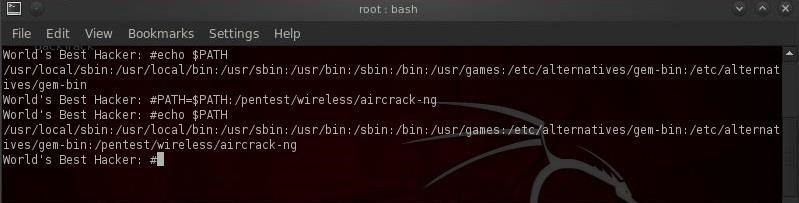 root : bash
File Edit View Bookmarks Settings Help
World's Best Hacker: #echo $PATH
/usr/local/sbin:/usr/local/bin:/usr/sbin:/usr/bin:/sbin:/bin:/usr/games:/etc/alternatives/gem-bin:/etc/alternat
ives/gem-bin
World's Best Hacker: #PATH=$PATH:/pentest/wireless/aircrack-ng
World's Best Hacker: #echo $PATH
/usr/local/sbin:/usr/local/bin:/usr/sbin:/usr/bin:/sbin:/bin:/usr/games:/etc/alternatives/gem-bin:/etc/alternat
ives/gem-bin:/pentest/wireless/aircrack-ng
World's Best Hacker: #